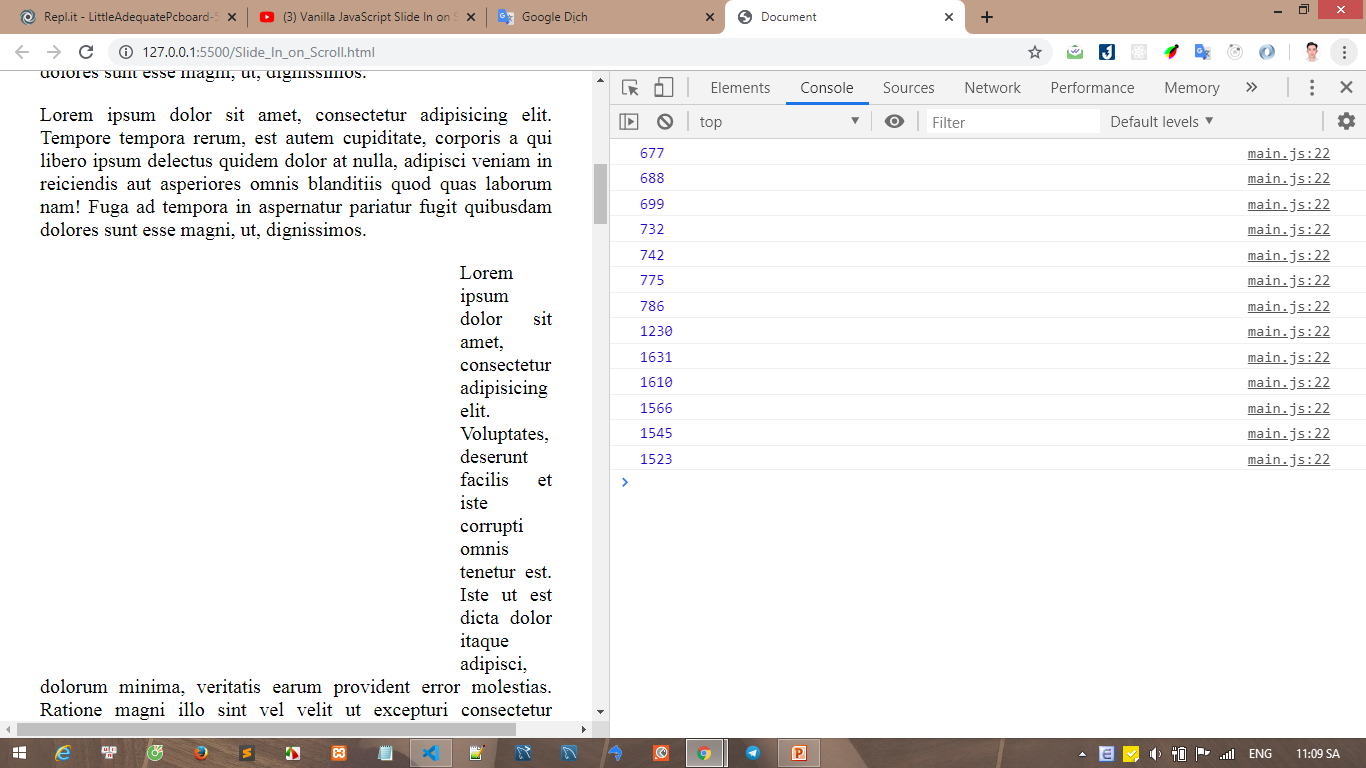 Repl.it - LittleAdequatePcboard-
(3) Vanilla JavaScript Slide In on
Google Dịch
Document
127.0.0.1:5500/Slide_In_on_Scroll.html
dolores sunt esse magni, ut, dignissimos.
Lorem ipsum dolor sit amet, consectetur adipisicing elit.
Tempore tempora rerum, est autem cupiditate, corporis a qui
libero ipsum delectus quidem dolor at nulla, adipisci veniam in
reiciendis aut asperiores omnis blanditiis quod quas laborum
nam! Fuga ad tempora in aspernatur pariatur fugit quibusdam
dolores sunt esse magni, ut, dignissimos.
Lorem
ipsum
dolor sit
amet,
consectetur
adipisicing
elit.
Voluptates,
deserunt
facilis et
iste
corrupti
omnis
tenetur est.
Iste ut est
dicta dolor
itaque
adipisci,
dolorum minima, veritatis earum provident error molestias.
Ratione magni illo sint vel velit ut excepturi consectetur
Elements Console Sources Network Performance Memory
top Filter Default levels
677 main.js:22
688 main.js:22
699 main.js:22
732 main.js:22
742 main.js:22
775 main.js:22
786 main.js:22
1230 main.js:22
1631 main.js:22
1610 main.js:22
1566 main.js:22
1545 main.js:22
1523 main.js:22
ENG 11:09 SA